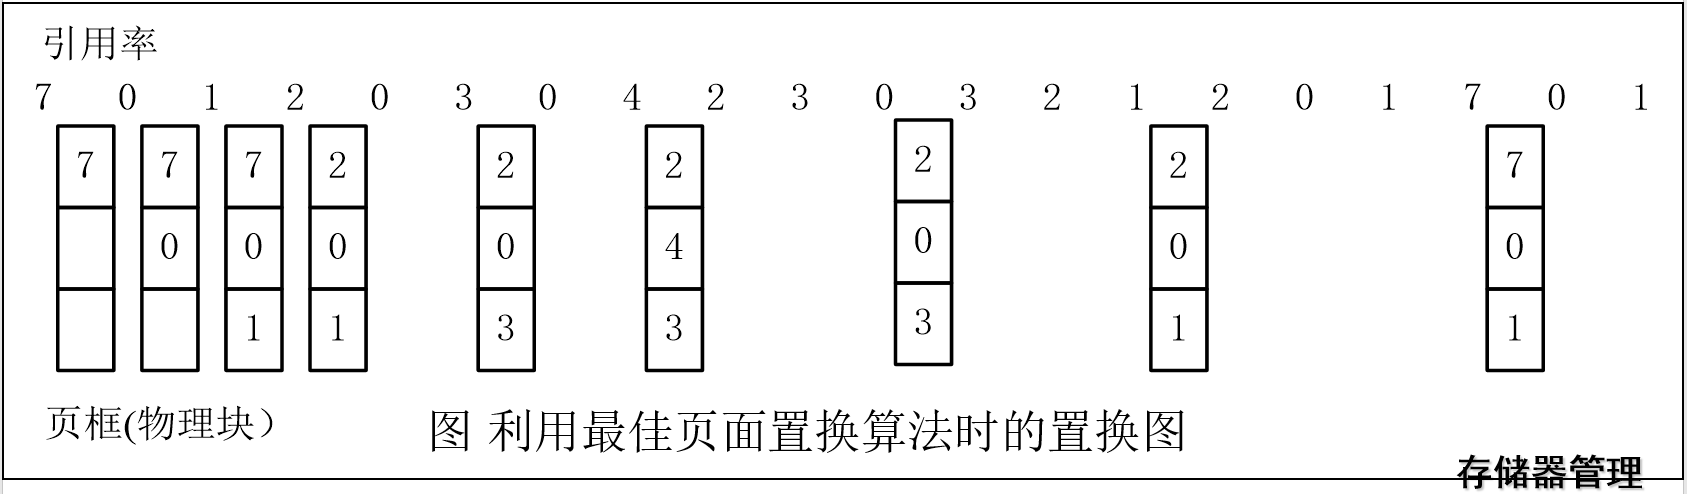 引用率
7 0 1 2 0 3 0 4 2 3 0 3 2 1 2 0 1 7 0 1
7 7 7 2 2 2 2 2 7
0 0 0 0 4 0 0 0
1 1 3 3 3 1 1
页框(物理块）
图 利用最佳页面置换算法时的置换图
存储器管理